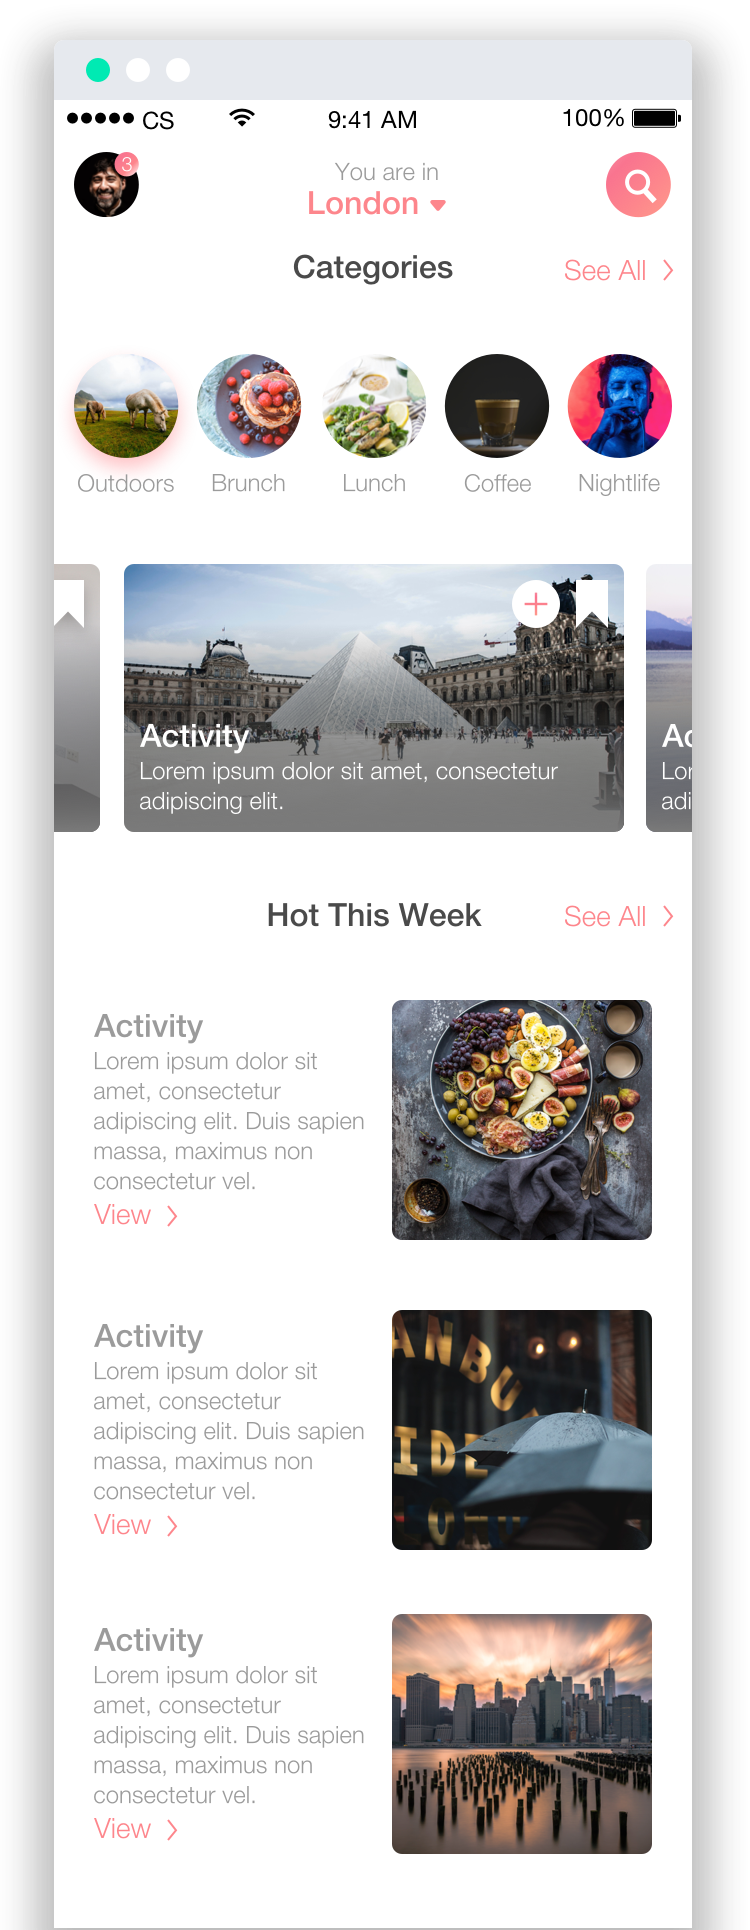 CS 9:41 AM 100%
3
You are in
London
Categories
See All
Outdoors Brunch Lunch Coffee Nightlife
Activity
Lorem ipsum dolor sit amet, consectetur
adipiscing elit.
Ac
Lor
adi
Hot This Week
See All
Activity
Lorem ipsum dolor sit
amet, consectetur
adipiscing elit. Duis sapien
massa, maximus non
consectetur vel.
View
Activity
Lorem ipsum dolor sit
amet, consectetur
adipiscing elit. Duis sapien
massa, maximus non
consectetur vel.
View
ANBU
IDE
Activity
Lorem ipsum dolor sit
amet, consectetur
adipiscing elit. Duis sapien
massa, maximus non
consectetur vel.
View